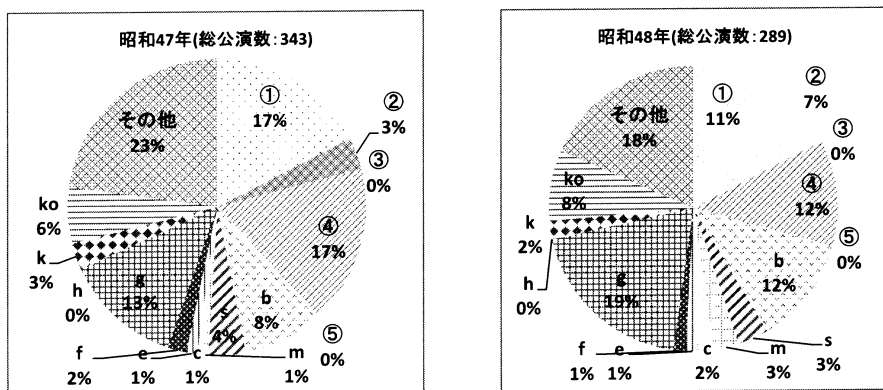 昭和47年(総公演数:343)
①
17%
②
3%
③
0%
④
17%
⑤
0%
b
8%
m
1%
s
4%
c
1%
e
1%
f
2%
g
13%
h
0%
k
3%
ko
6%
その他
23%
昭和48年(総公演数:289)
①
11%
②
7%
③
0%
④
12%
⑤
0%
b
12%
s
3%
m
3%
c
2%
e
1%
f
1%
g
19%
h
0%
k
2%
ko
8%
その他
18%